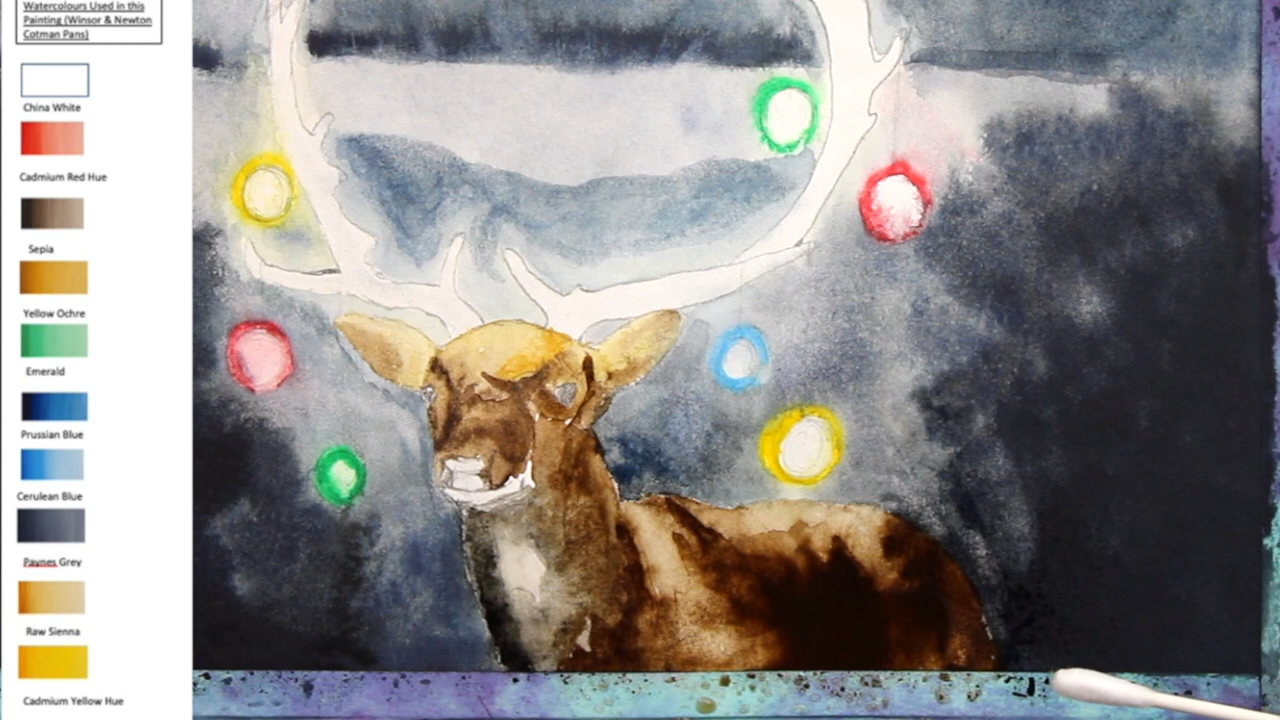 Watercolours Used in this
Painting (Winsor & Newton
Cotman Pans)
China White
Cadmium Red Hue
Sepia
Yellow Ochre
Emerald
Prussian Blue
Cerulean Blue
Paynes Grey
Raw Sienna
Cadmium Yellow Hue